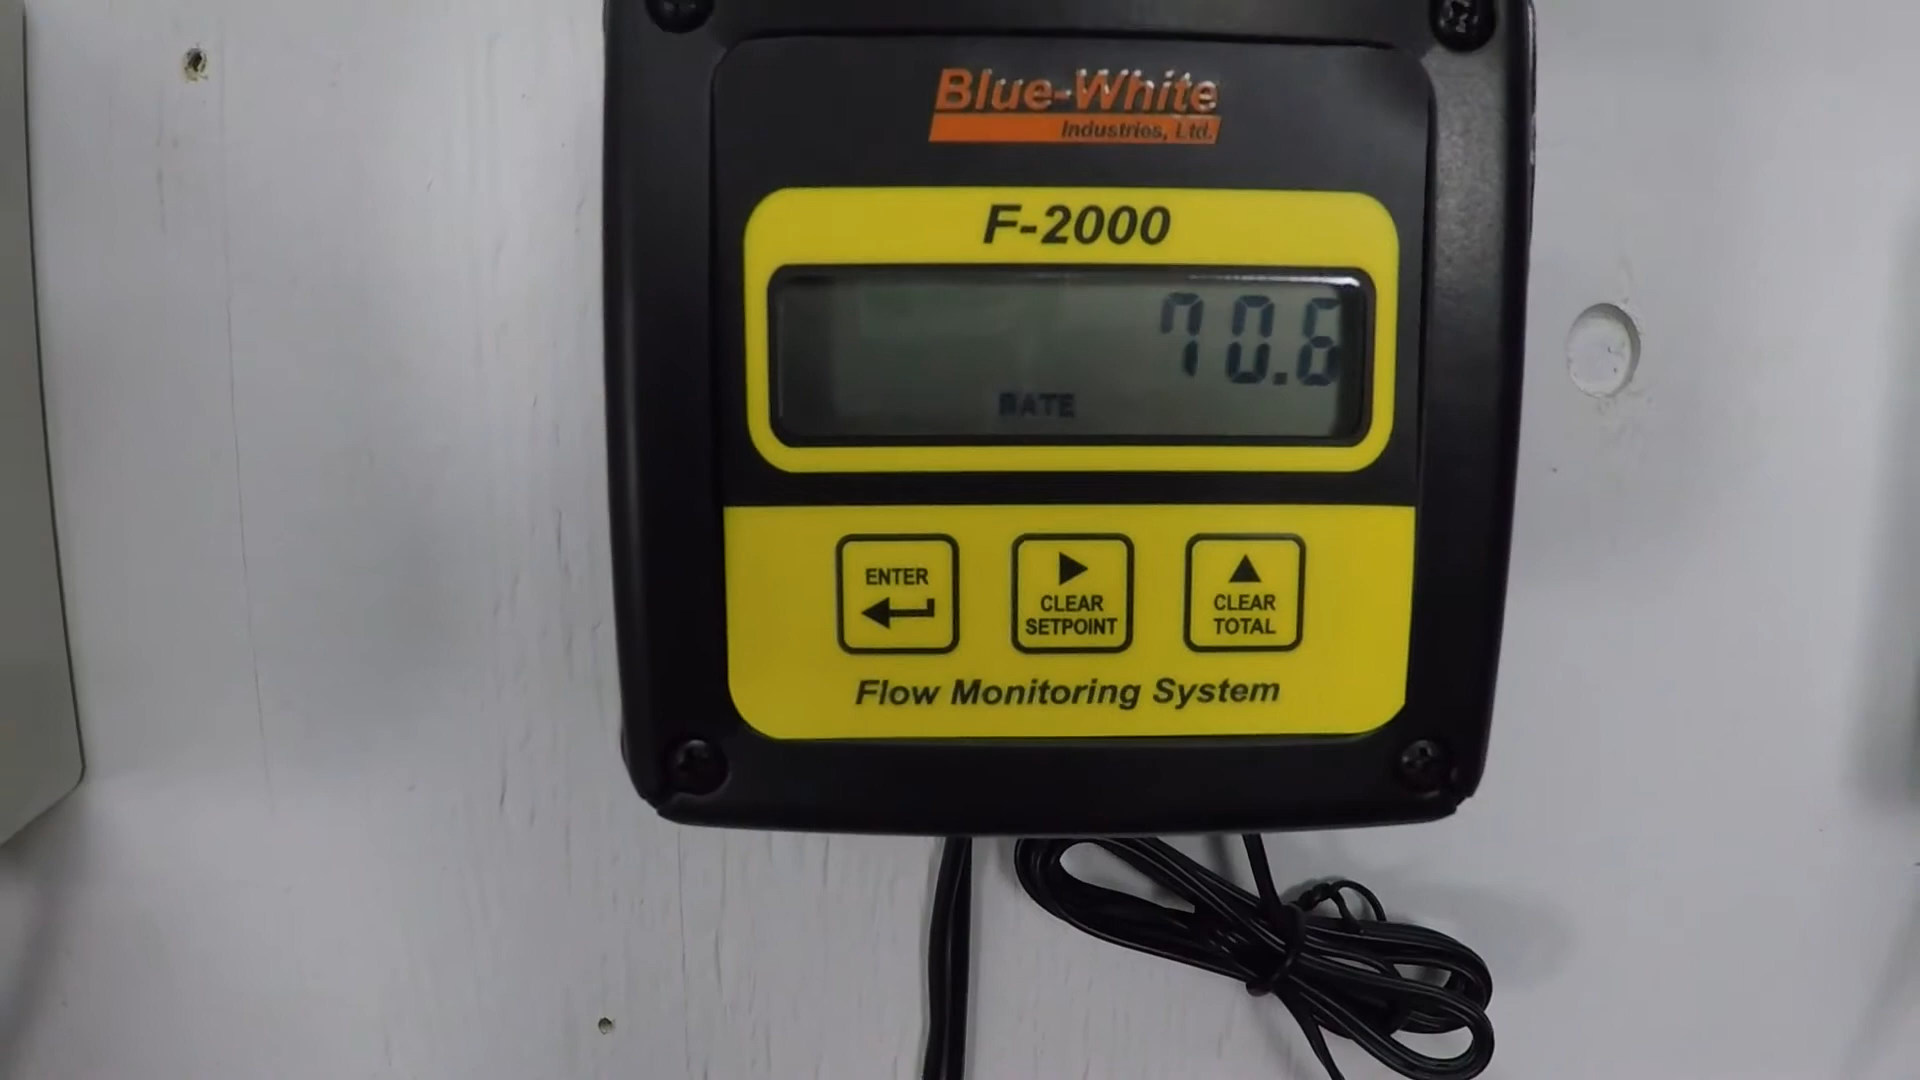 Blue-White
Industries, Ltd.
F-2000
70.6
RATE
ENTER
CLEAR
SETPOINT
CLEAR
TOTAL
Flow Monitoring System